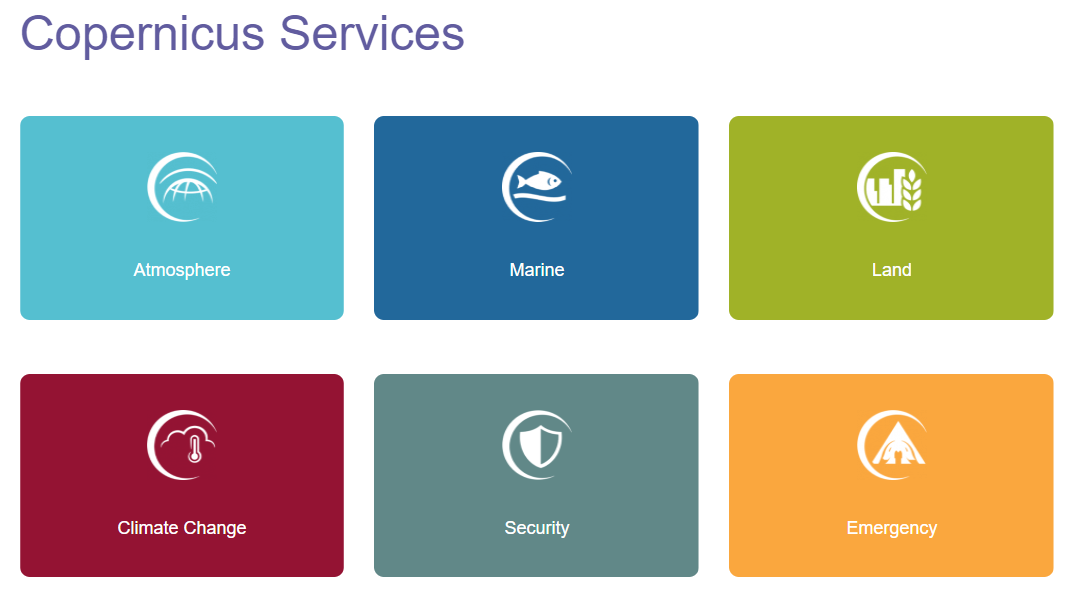 Copernicus Services
Atmosphere
Marine
Land
Climate Change
Security
Emergency